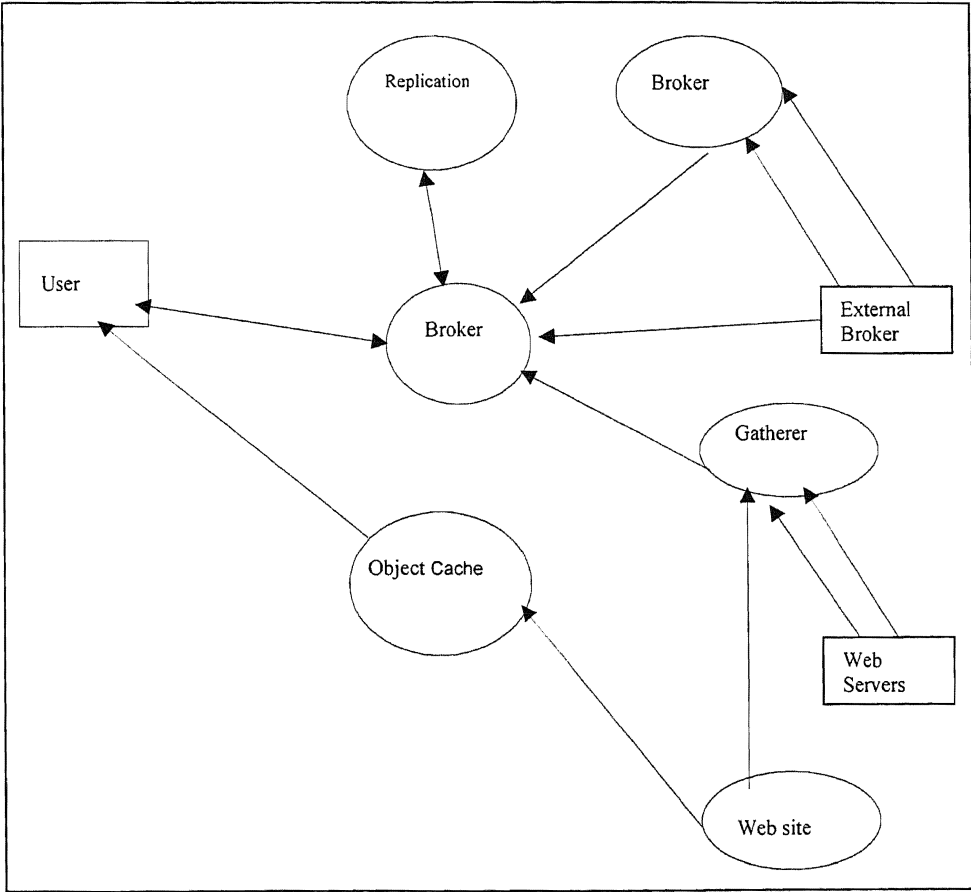 Replication
Broker
User
Broker
External
Broker
Gatherer
Object Cache
Web
Servers
Web site